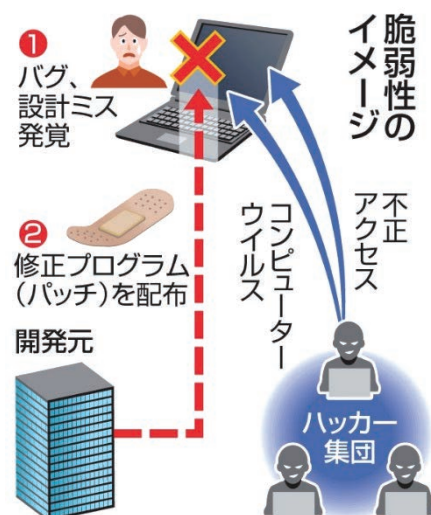 脆弱性の
イメージ
❶
バグ、
設計ミス
発覚
❷
修正プログラム
（パッチ）を配布
開発元
不正
アクセス
コンピューター
ウイルス
ハッカー
集団